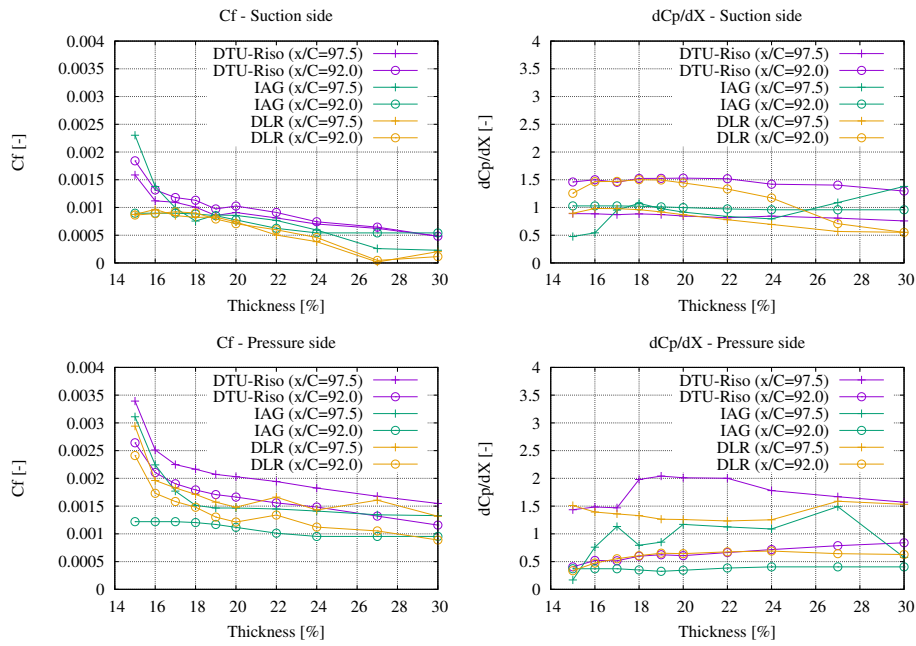 Cf - Suction side
0.004
0.0035
0.003
0.0025
0.002
0.0015
0.001
0.0005
0
Cf [-]
DTU-Riso (x/C=97.5)
DTU-Riso (x/C=92.0)
IAG (x/C=97.5)
IAG (x/C=92.0)
DLR (x/C=97.5)
DLR (x/C=92.0)
14 16 18 20 22 24 26 28 30
Thickness [%]
dCp/dX - Suction side
4
3.5
3
2.5
2
1.5
1
0.5
0
dCp/dX [-]
DTU-Riso (x/C=97.5)
DTU-Riso (x/C=92.0)
IAG (x/C=97.5)
IAG (x/C=92.0)
DLR (x/C=97.5)
DLR (x/C=92.0)
14 16 18 20 22 24 26 28 30
Thickness [%]
Cf - Pressure side
0.004
0.0035
0.003
0.0025
0.002
0.0015
0.001
0.0005
0
Cf [-]
DTU-Riso (x/C=97.5)
DTU-Riso (x/C=92.0)
IAG (x/C=97.5)
IAG (x/C=92.0)
DLR (x/C=97.5)
DLR (x/C=92.0)
14 16 18 20 22 24 26 28 30
Thickness [%]
dCp/dX - Pressure side
4
3.5
3
2.5
2
1.5
1
0.5
0
dCp/dX [-]
DTU-Riso (x/C=97.5)
DTU-Riso (x/C=92.0)
IAG (x/C=97.5)
IAG (x/C=92.0)
DLR (x/C=97.5)
DLR (x/C=92.0)
14 16 18 20 22 24 26 28 30
Thickness [%]